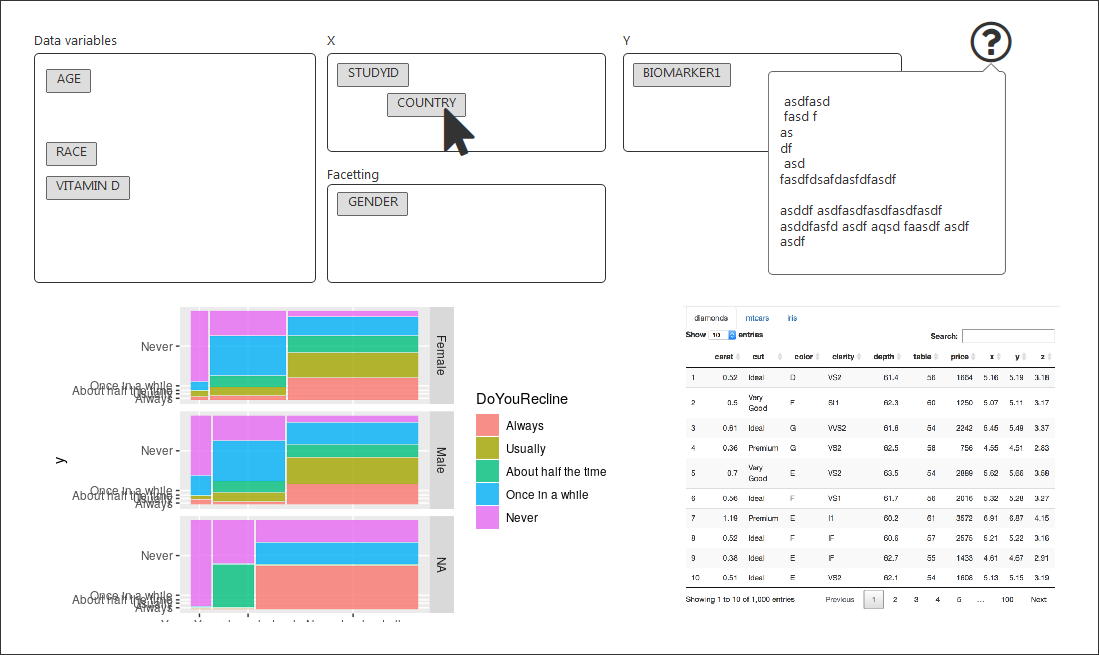 Data variables
X
Y
?
AGE
STUDYID
BIOMARKER1
COUNTRY
RACE
VITAMIN D
Facetting
GENDER
asdfasd
fasd f
as
df
asd
fasdfdsafdasfdfasdf
asddf asdfasdfasdfasdfasdf
asddfasfd asdf aqsd faasdf asdf
asdf
y
Never
Once in a while
About half the time
Always
Female
Never
Once in a while
About half the time
Always
Male
Never
Once in a while
About half the time
Always
NA
DoYouRecline
Always
Usually
About half the time
Once in a while
Never
diamonds mtcars iris
Show 10 entries Search:
carat cut color clarity depth table price x y z
1 0.52 Ideal D VS2 61.4 56 1664 5.16 5.19 3.18
2 0.5 Very Good F SI1 62.3 60 1250 5.07 5.11 3.17
3 0.61 Ideal G VVS2 61.6 54 2242 5.45 5.49 3.37
4 0.36 Premium G VS2 62.5 58 756 4.55 4.51 2.83
5 0.7 Very Good E VS2 63.5 54 2889 5.62 5.66 3.58
6 0.56 Ideal F VS1 61.7 56 2016 5.32 5.28 3.27
7 1.19 Premium E I1 60.2 61 3572 6.91 6.87 4.15
8 0.52 Ideal F IF 60.6 57 2575 5.21 5.22 3.16
9 0.38 Ideal E IF 62.7 55 1433 4.61 4.67 2.91
10 0.51 Ideal E VS2 62.1 54 1608 5.13 5.15 3.19
Showing 1 to 10 of 1,000 entries Previous 1 2 3 4 5 … 100 Next